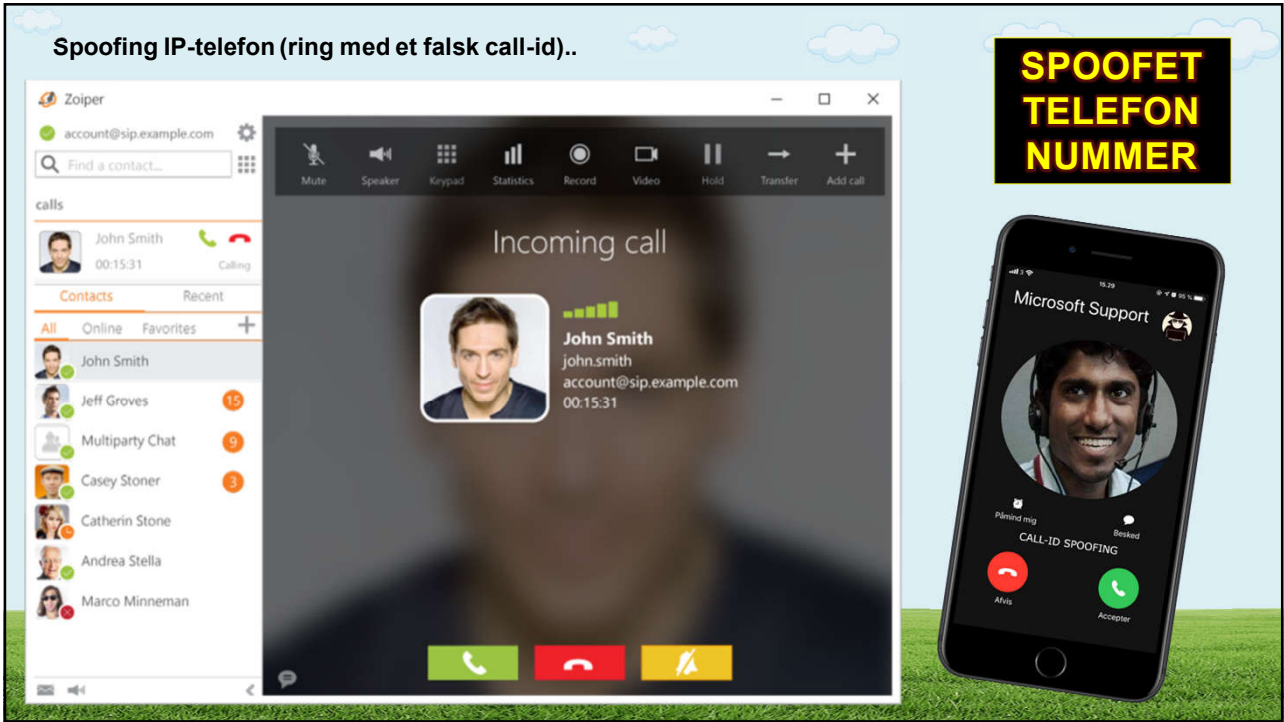 Spoofing IP-telefon (ring med et falsk call-id)..
SPOOFET
TELEFON
NUMMER
Zoiper
account@sip.example.com
Find a contact...
calls
John Smith
00:15:31
Calling
Contacts
Recent
All
Online
Favorites
John Smith
Jeff Groves
15
Multiparty Chat
9
Casey Stoner
3
Catherin Stone
Andrea Stella
Marco Minneman
Mute
Speaker
Keypad
Statistics
Record
Video
Hold
Transfer
Add call
Incoming call
John Smith
john.smith
account@sip.example.com
00:15:31
3
15.29
95 %
Microsoft Support
Påmind mig
Besked
CALL-ID SPOOFING
Afvis
Accepter